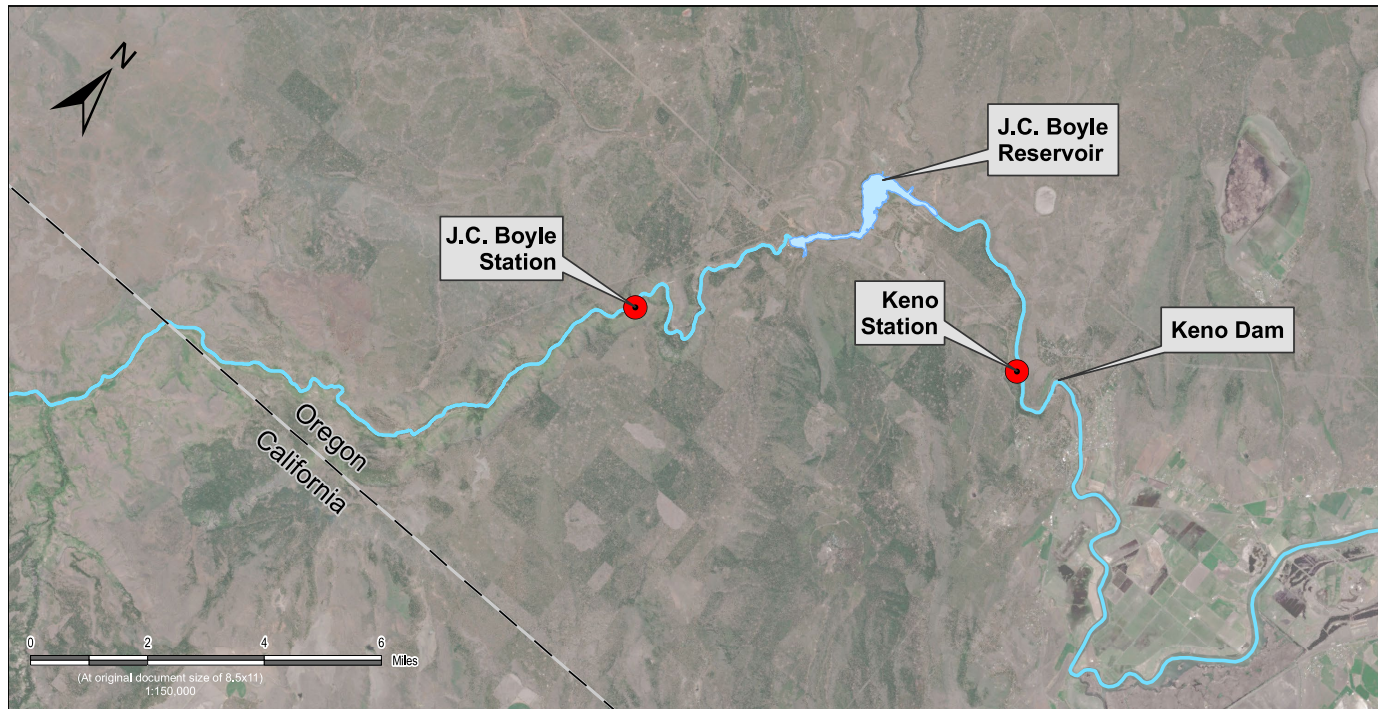 N
J.C. Boyle
Reservoir
J.C. Boyle
Station
Keno
Station
Keno Dam
Oregon
California
0 2 4 6
Miles
(At original document size of 8.5x11)
1:150,000